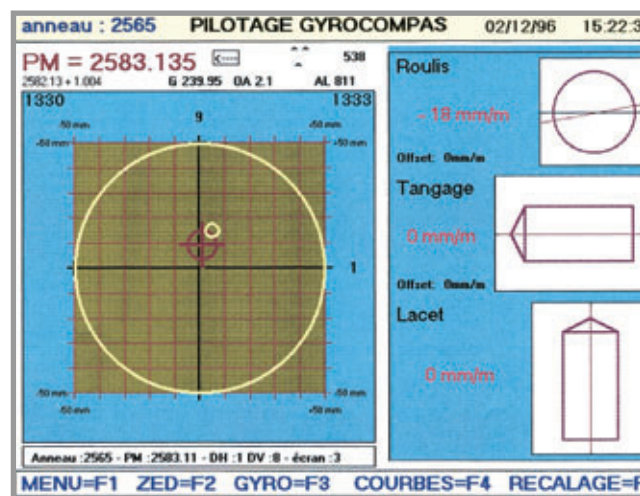 anneau : 2565 PILOTAGE GYROCOMPAS 02/12/96 15:22:3
PM = 2583.135 538
2582.13 + 1.004 G 239.95 OA 2.1 AL 811
1330 1333
9
-50 mm +50 mm
+50 mm +50 mm
1
-50 mm -50 mm
-50 mm +50 mm
Anneau :2565 - PM :2583.11 - DH :1 DV :8 - écran :3
Roulis
- 18 mm/m
Offset: 0mm/m
Tangage
0 mm/m
Offset: 0mm/m
Lacet
0 mm/m
MENU=F1 ZED=F2 GYRO=F3 COURBES=F4 RECALAGE=F